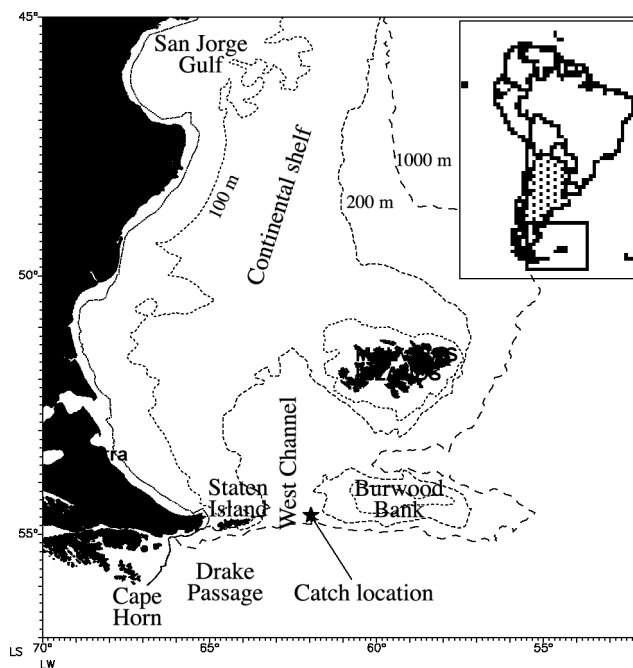 45°
San Jorge
Gulf
1000 m
200 m
100 m
Continental shelf
50°
West Channel
Staten
Island
Burwood
Bank
55°
Drake
Passage
Catch location
Cape
Horn
LS
70°
65°
60°
55°
LW